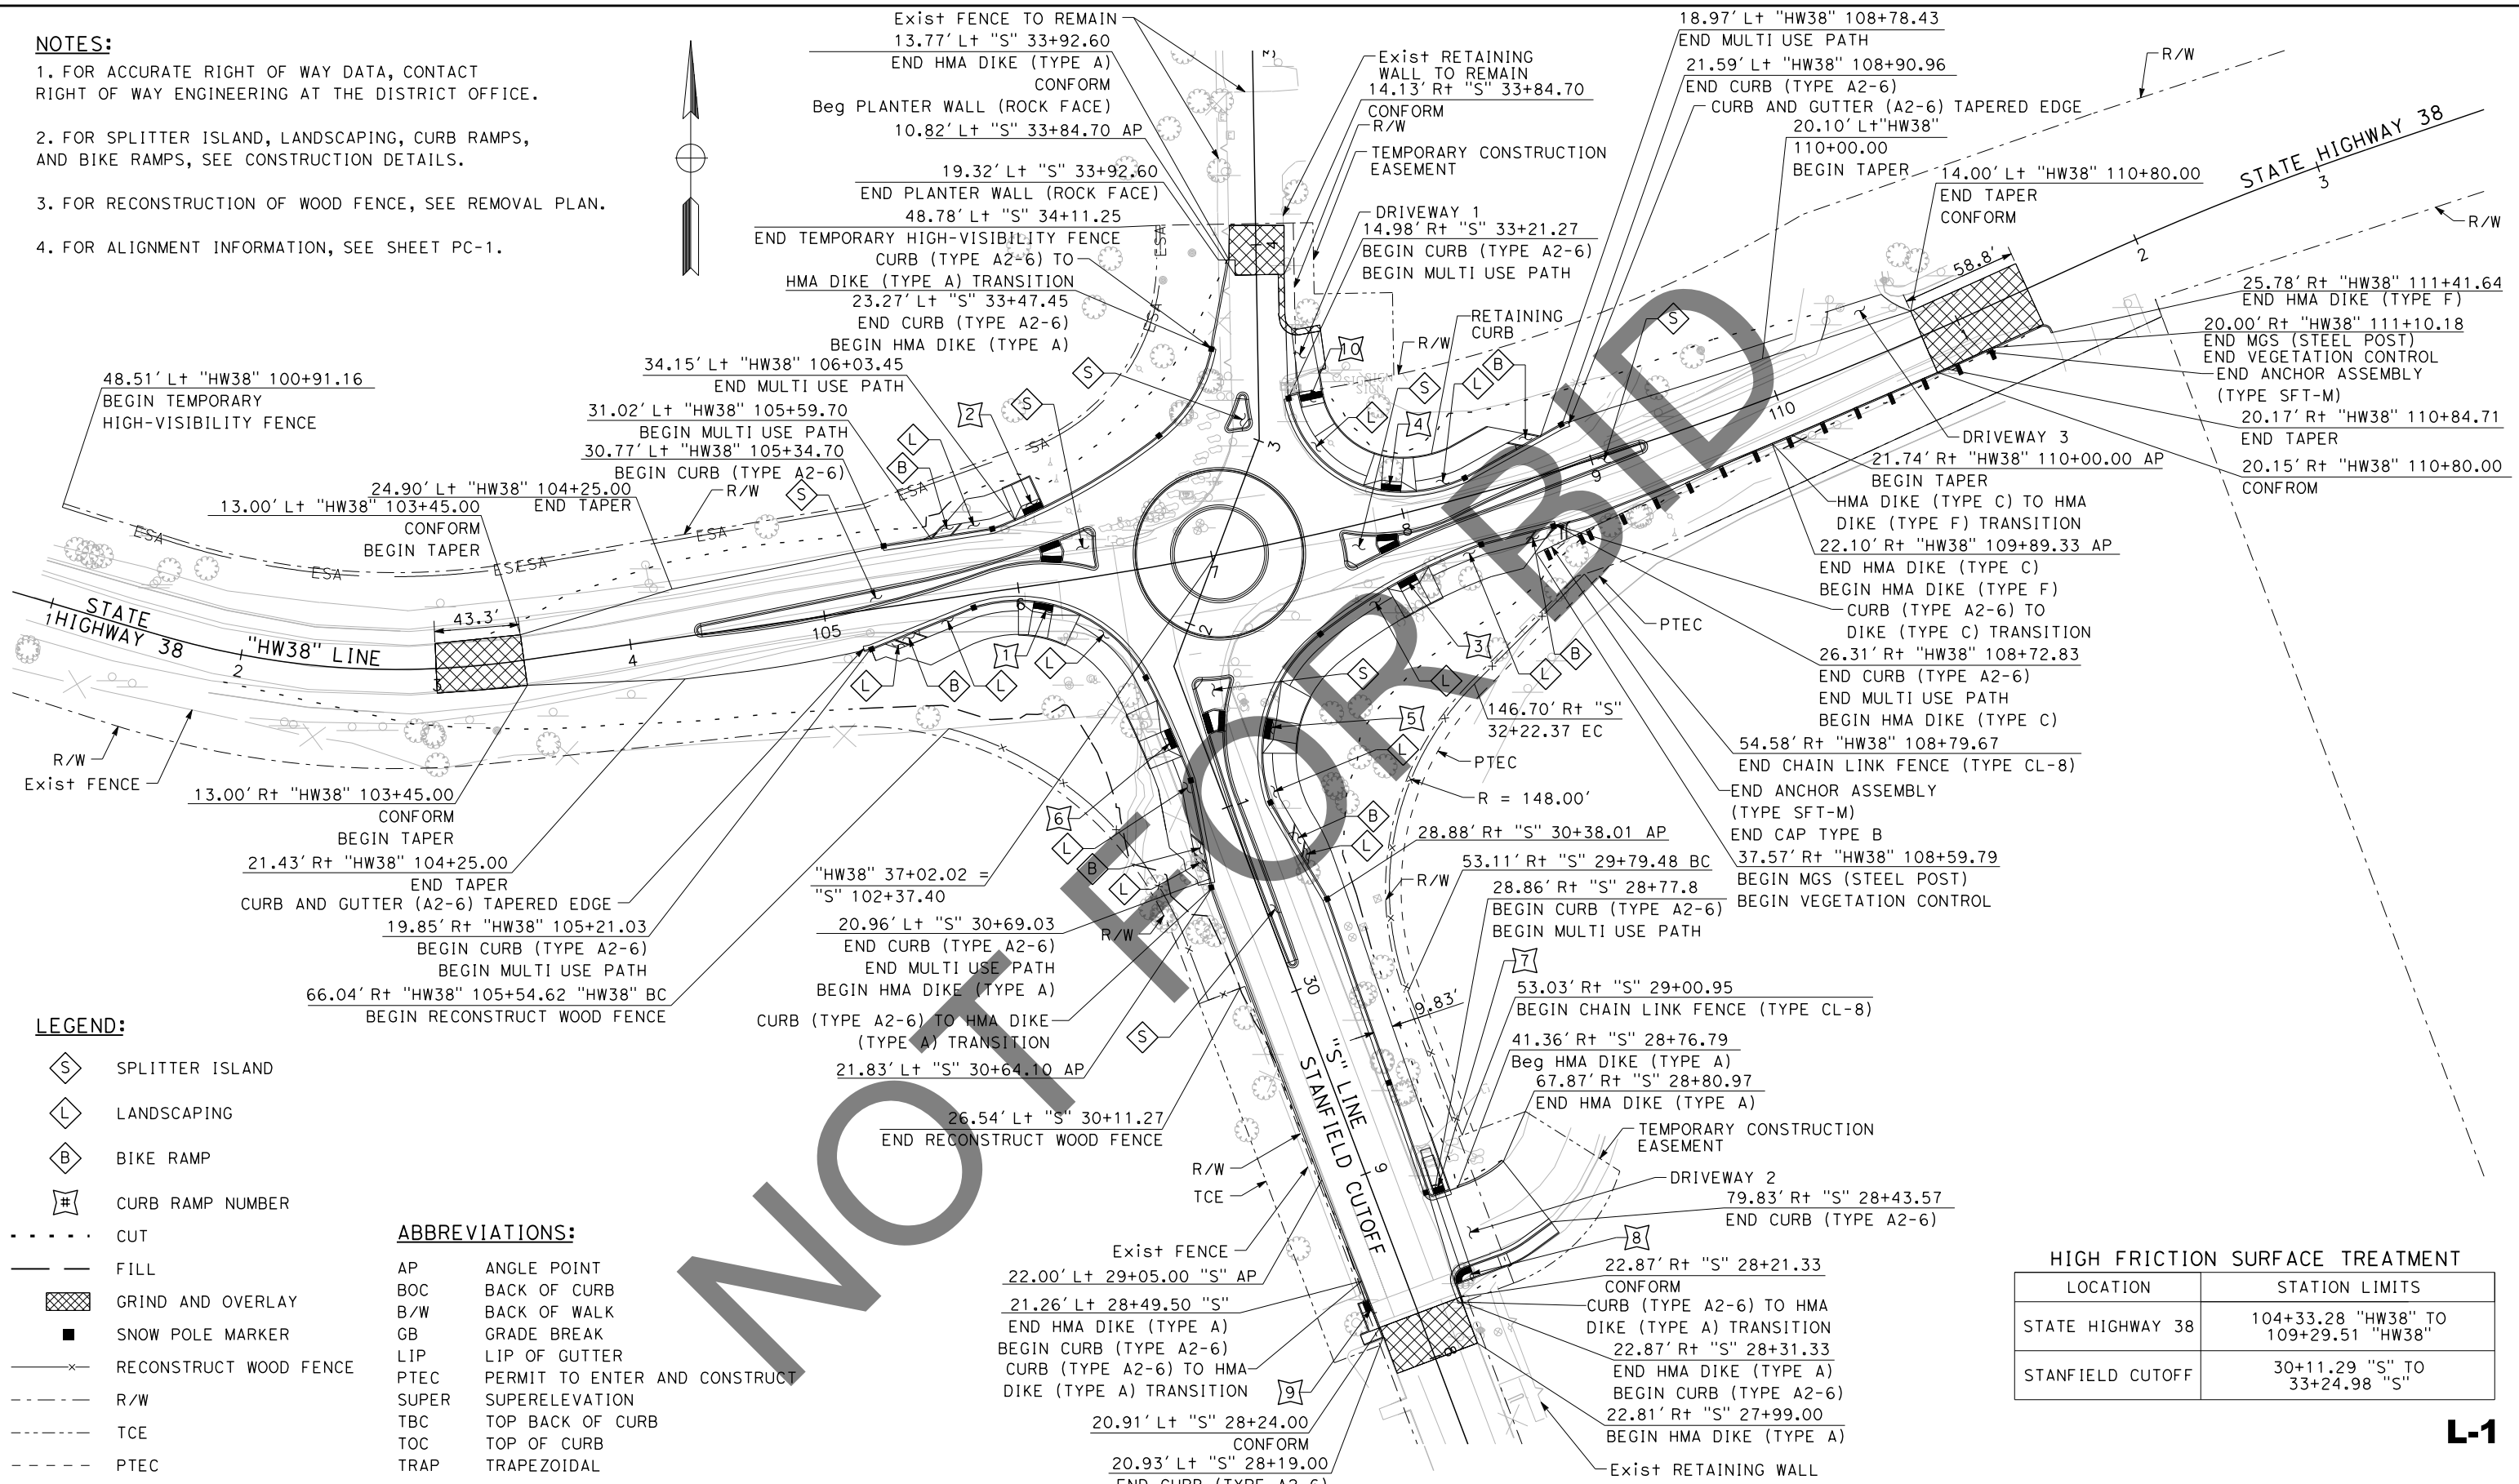 NOTES:
1. FOR ACCURATE RIGHT OF WAY DATA, CONTACT
RIGHT OF WAY ENGINEERING AT THE DISTRICT OFFICE.
2. FOR SPLITTER ISLAND, LANDSCAPING, CURB RAMPS,
AND BIKE RAMPS, SEE CONSTRUCTION DETAILS.
3. FOR RECONSTRUCTION OF WOOD FENCE, SEE REMOVAL PLAN.
4. FOR ALIGNMENT INFORMATION, SEE SHEET PC-1.
Exist FENCE TO REMAIN
13.77' Lt "S" 33+92.60
END HMA DIKE (TYPE A)
CONFORM
Beg PLANTER WALL (ROCK FACE)
10.82' Lt "S" 33+84.70 AP
19.32' Lt "S" 33+92.60
END PLANTER WALL (ROCK FACE)
48.78' Lt "S" 34+11.25
END TEMPORARY HIGH-VISIBILITY FENCE
CURB (TYPE A2-6) TO
HMA DIKE (TYPE A) TRANSITION
23.27' Lt "S" 33+47.45
END CURB (TYPE A2-6)
BEGIN HMA DIKE (TYPE A)
34.15' Lt "HW38" 106+03.45
END MULTI USE PATH
31.02' Lt "HW38" 105+59.70
BEGIN MULTI USE PATH
30.77' Lt "HW38" 105+34.70
BEGIN CURB (TYPE A2-6)
R/W
48.51' Lt "HW38" 100+91.16
BEGIN TEMPORARY
HIGH-VISIBILITY FENCE
24.90' Lt "HW38" 104+25.00
END TAPER
13.00' Lt "HW38" 103+45.00
CONFORM
BEGIN TAPER
Exist RETAINING
WALL TO REMAIN
14.13' Rt "S" 33+84.70
CONFORM
R/W
TEMPORARY CONSTRUCTION
EASEMENT
DRIVEWAY 1
14.98' Rt "S" 33+21.27
BEGIN CURB (TYPE A2-6)
BEGIN MULTI USE PATH
RETAINING
CURB
R/W
18.97' Lt "HW38" 108+78.43
END MULTI USE PATH
21.59' Lt "HW38" 108+90.96
END CURB (TYPE A2-6)
CURB AND GUTTER (A2-6) TAPERED EDGE
20.10' Lt"HW38"
110+00.00
BEGIN TAPER
14.00' Lt "HW38" 110+80.00
END TAPER
CONFORM
R/W
STATE HIGHWAY 38
3
2
R/W
58.8'
25.78' Rt "HW38" 111+41.64
END HMA DIKE (TYPE F)
20.00' Rt "HW38" 111+10.18
END MGS (STEEL POST)
END VEGETATION CONTROL
END ANCHOR ASSEMBLY
(TYPE SFT-M)
20.17' Rt "HW38" 110+84.71
END TAPER
20.15' Rt "HW38" 110+80.00
CONFROM
DRIVEWAY 3
21.74' Rt "HW38" 110+00.00 AP
BEGIN TAPER
HMA DIKE (TYPE C) TO HMA
DIKE (TYPE F) TRANSITION
22.10' Rt "HW38" 109+89.33 AP
END HMA DIKE (TYPE C)
BEGIN HMA DIKE (TYPE F)
CURB (TYPE A2-6) TO
DIKE (TYPE C) TRANSITION
26.31' Rt "HW38" 108+72.83
END CURB (TYPE A2-6)
END MULTI USE PATH
BEGIN HMA DIKE (TYPE C)
54.58' Rt "HW38" 108+79.67
END CHAIN LINK FENCE (TYPE CL-8)
END ANCHOR ASSEMBLY
(TYPE SFT-M)
END CAP TYPE B
37.57' Rt "HW38" 108+59.79
BEGIN MGS (STEEL POST)
BEGIN VEGETATION CONTROL
PTEC
146.70' Rt "S"
32+22.37 EC
PTEC
R = 148.00'
28.88' Rt "S" 30+38.01 AP
53.11' Rt "S" 29+79.48 BC
R/W
28.86' Rt "S" 28+77.8
BEGIN CURB (TYPE A2-6)
BEGIN MULTI USE PATH
53.03' Rt "S" 29+00.95
BEGIN CHAIN LINK FENCE (TYPE CL-8)
41.36' Rt "S" 28+76.79
Beg HMA DIKE (TYPE A)
67.87' Rt "S" 28+80.97
END HMA DIKE (TYPE A)
TEMPORARY CONSTRUCTION
EASEMENT
DRIVEWAY 2
79.83' Rt "S" 28+43.57
END CURB (TYPE A2-6)
22.87' Rt "S" 28+21.33
CONFORM
CURB (TYPE A2-6) TO HMA
DIKE (TYPE A) TRANSITION
22.87' Rt "S" 28+31.33
END HMA DIKE (TYPE A)
BEGIN CURB (TYPE A2-6)
22.81' Rt "S" 27+99.00
BEGIN HMA DIKE (TYPE A)
Exist RETAINING WALL
STATE
HIGHWAY 38
"HW38" LINE
43.3'
1
2
3
4
105
6
7
8
9
110
ESA
R/W
Exist FENCE
13.00' Rt "HW38" 103+45.00
CONFORM
BEGIN TAPER
21.43' Rt "HW38" 104+25.00
END TAPER
CURB AND GUTTER (A2-6) TAPERED EDGE
19.85' Rt "HW38" 105+21.03
BEGIN CURB (TYPE A2-6)
BEGIN MULTI USE PATH
66.04' Rt "HW38" 105+54.62 "HW38" BC
BEGIN RECONSTRUCT WOOD FENCE
"HW38" 37+02.02 =
"S" 102+37.40
20.96' Lt "S" 30+69.03
END CURB (TYPE A2-6)
END MULTI USE PATH
BEGIN HMA DIKE (TYPE A)
R/W
CURB (TYPE A2-6) TO HMA DIKE
(TYPE A) TRANSITION
21.83' Lt "S" 30+64.10 AP
26.54' Lt "S" 30+11.27
END RECONSTRUCT WOOD FENCE
R/W
TCE
30
9.83'
"S" LINE
STANFIELD CUTOFF
9
8
Exist FENCE
22.00' Lt 29+05.00 "S" AP
21.26' Lt 28+49.50 "S"
END HMA DIKE (TYPE A)
BEGIN CURB (TYPE A2-6)
CURB (TYPE A2-6) TO HMA
DIKE (TYPE A) TRANSITION
20.91' Lt "S" 28+24.00
CONFORM
20.93' Lt "S" 28+19.00
END CURB (TYPE A2-6)
LEGEND:
S SPLITTER ISLAND
L LANDSCAPING
B BIKE RAMP
# CURB RAMP NUMBER
CUT
FILL
GRIND AND OVERLAY
SNOW POLE MARKER
RECONSTRUCT WOOD FENCE
R/W
TCE
PTEC
ABBREVIATIONS:
AP ANGLE POINT
BOC BACK OF CURB
B/W BACK OF WALK
GB GRADE BREAK
LIP LIP OF GUTTER
PTEC PERMIT TO ENTER AND CONSTRUCT
SUPER SUPERELEVATION
TBC TOP BACK OF CURB
TOC TOP OF CURB
TRAP TRAPEZOIDAL
HIGH FRICTION SURFACE TREATMENT
LOCATION STATION LIMITS
STATE HIGHWAY 38 104+33.28 "HW38" TO
109+29.51 "HW38"
STANFIELD CUTOFF 30+11.29 "S" TO
33+24.98 "S"
L-1
NOT FOR BID